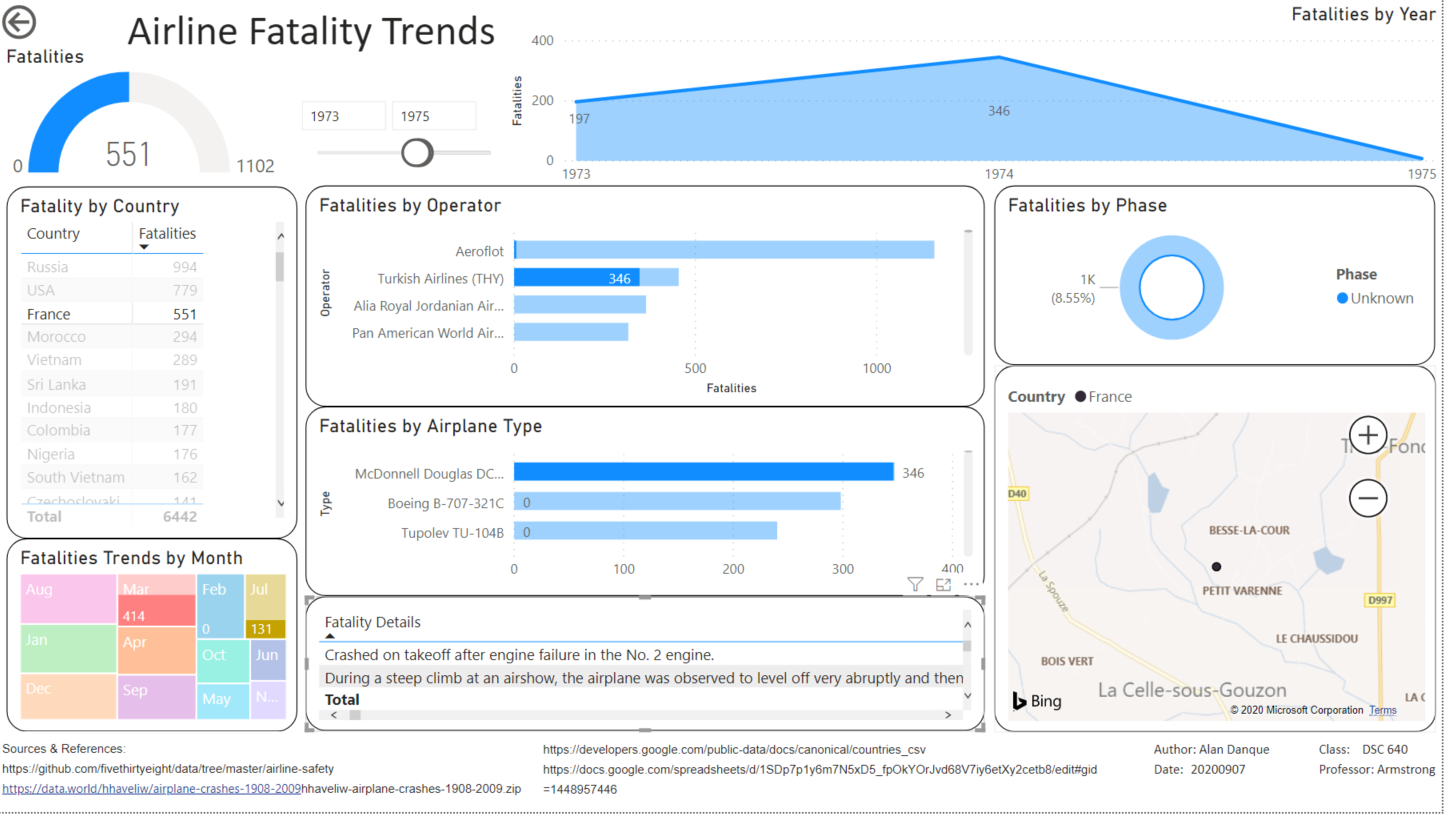 Airline Fatality Trends
Fatalities
551
0
1102
1973
1975
Fatalities by Year
400
200
0
Fatalities
197
346
1973
1974
1975
Fatality by Country
Country Fatalities
Russia 994
USA 779
France 551
Morocco 294
Vietnam 289
Sri Lanka 191
Indonesia 180
Colombia 177
Nigeria 176
South Vietnam 162
Czechoslovaki 141
Total 6442
Fatalities by Operator
Operator
Aeroflot
Turkish Airlines (THY) 346
Alia Royal Jordanian Air...
Pan American World Air...
0 500 1000
Fatalities
Fatalities by Phase
1K
(8.55%)
Phase
Unknown
Fatalities by Airplane Type
Type
McDonnell Douglas DC... 346
Boeing B-707-321C 0
Tupolev TU-104B 0
0 100 200 300 400
Country France
D40
BESSE-LA-COUR
PETIT VARENNE
La Spouze
D997
LE CHAUSSIDOU
BOIS VERT
La Celle-sous-Gouzon
LA C
Bing
© 2020 Microsoft Corporation Terms
Fatalities Trends by Month
Aug
Mar
414
Feb
0
Jul
131
Jan
Apr
Oct
Jun
Dec
Sep
May
N...
Fatality Details
Crashed on takeoff after engine failure in the No. 2 engine.
During a steep climb at an airshow, the airplane was observed to level off very abruptly and then
Total
Sources & References:
https://github.com/fivethirtyeight/data/tree/master/airline-safety
https://data.world/hhaveliw/airplane-crashes-1908-2009hhaveliw-airplane-crashes-1908-2009.zip
https://developers.google.com/public-data/docs/canonical/countries_csv
https://docs.google.com/spreadsheets/d/1SDp7p1y6m7N5xD5_fpOkYOrJvd68V7iy6etXy2cetb8/edit#gid
=1448957446
Author: Alan Danque
Date: 20200907
Class: DSC 640
Professor: Armstrong